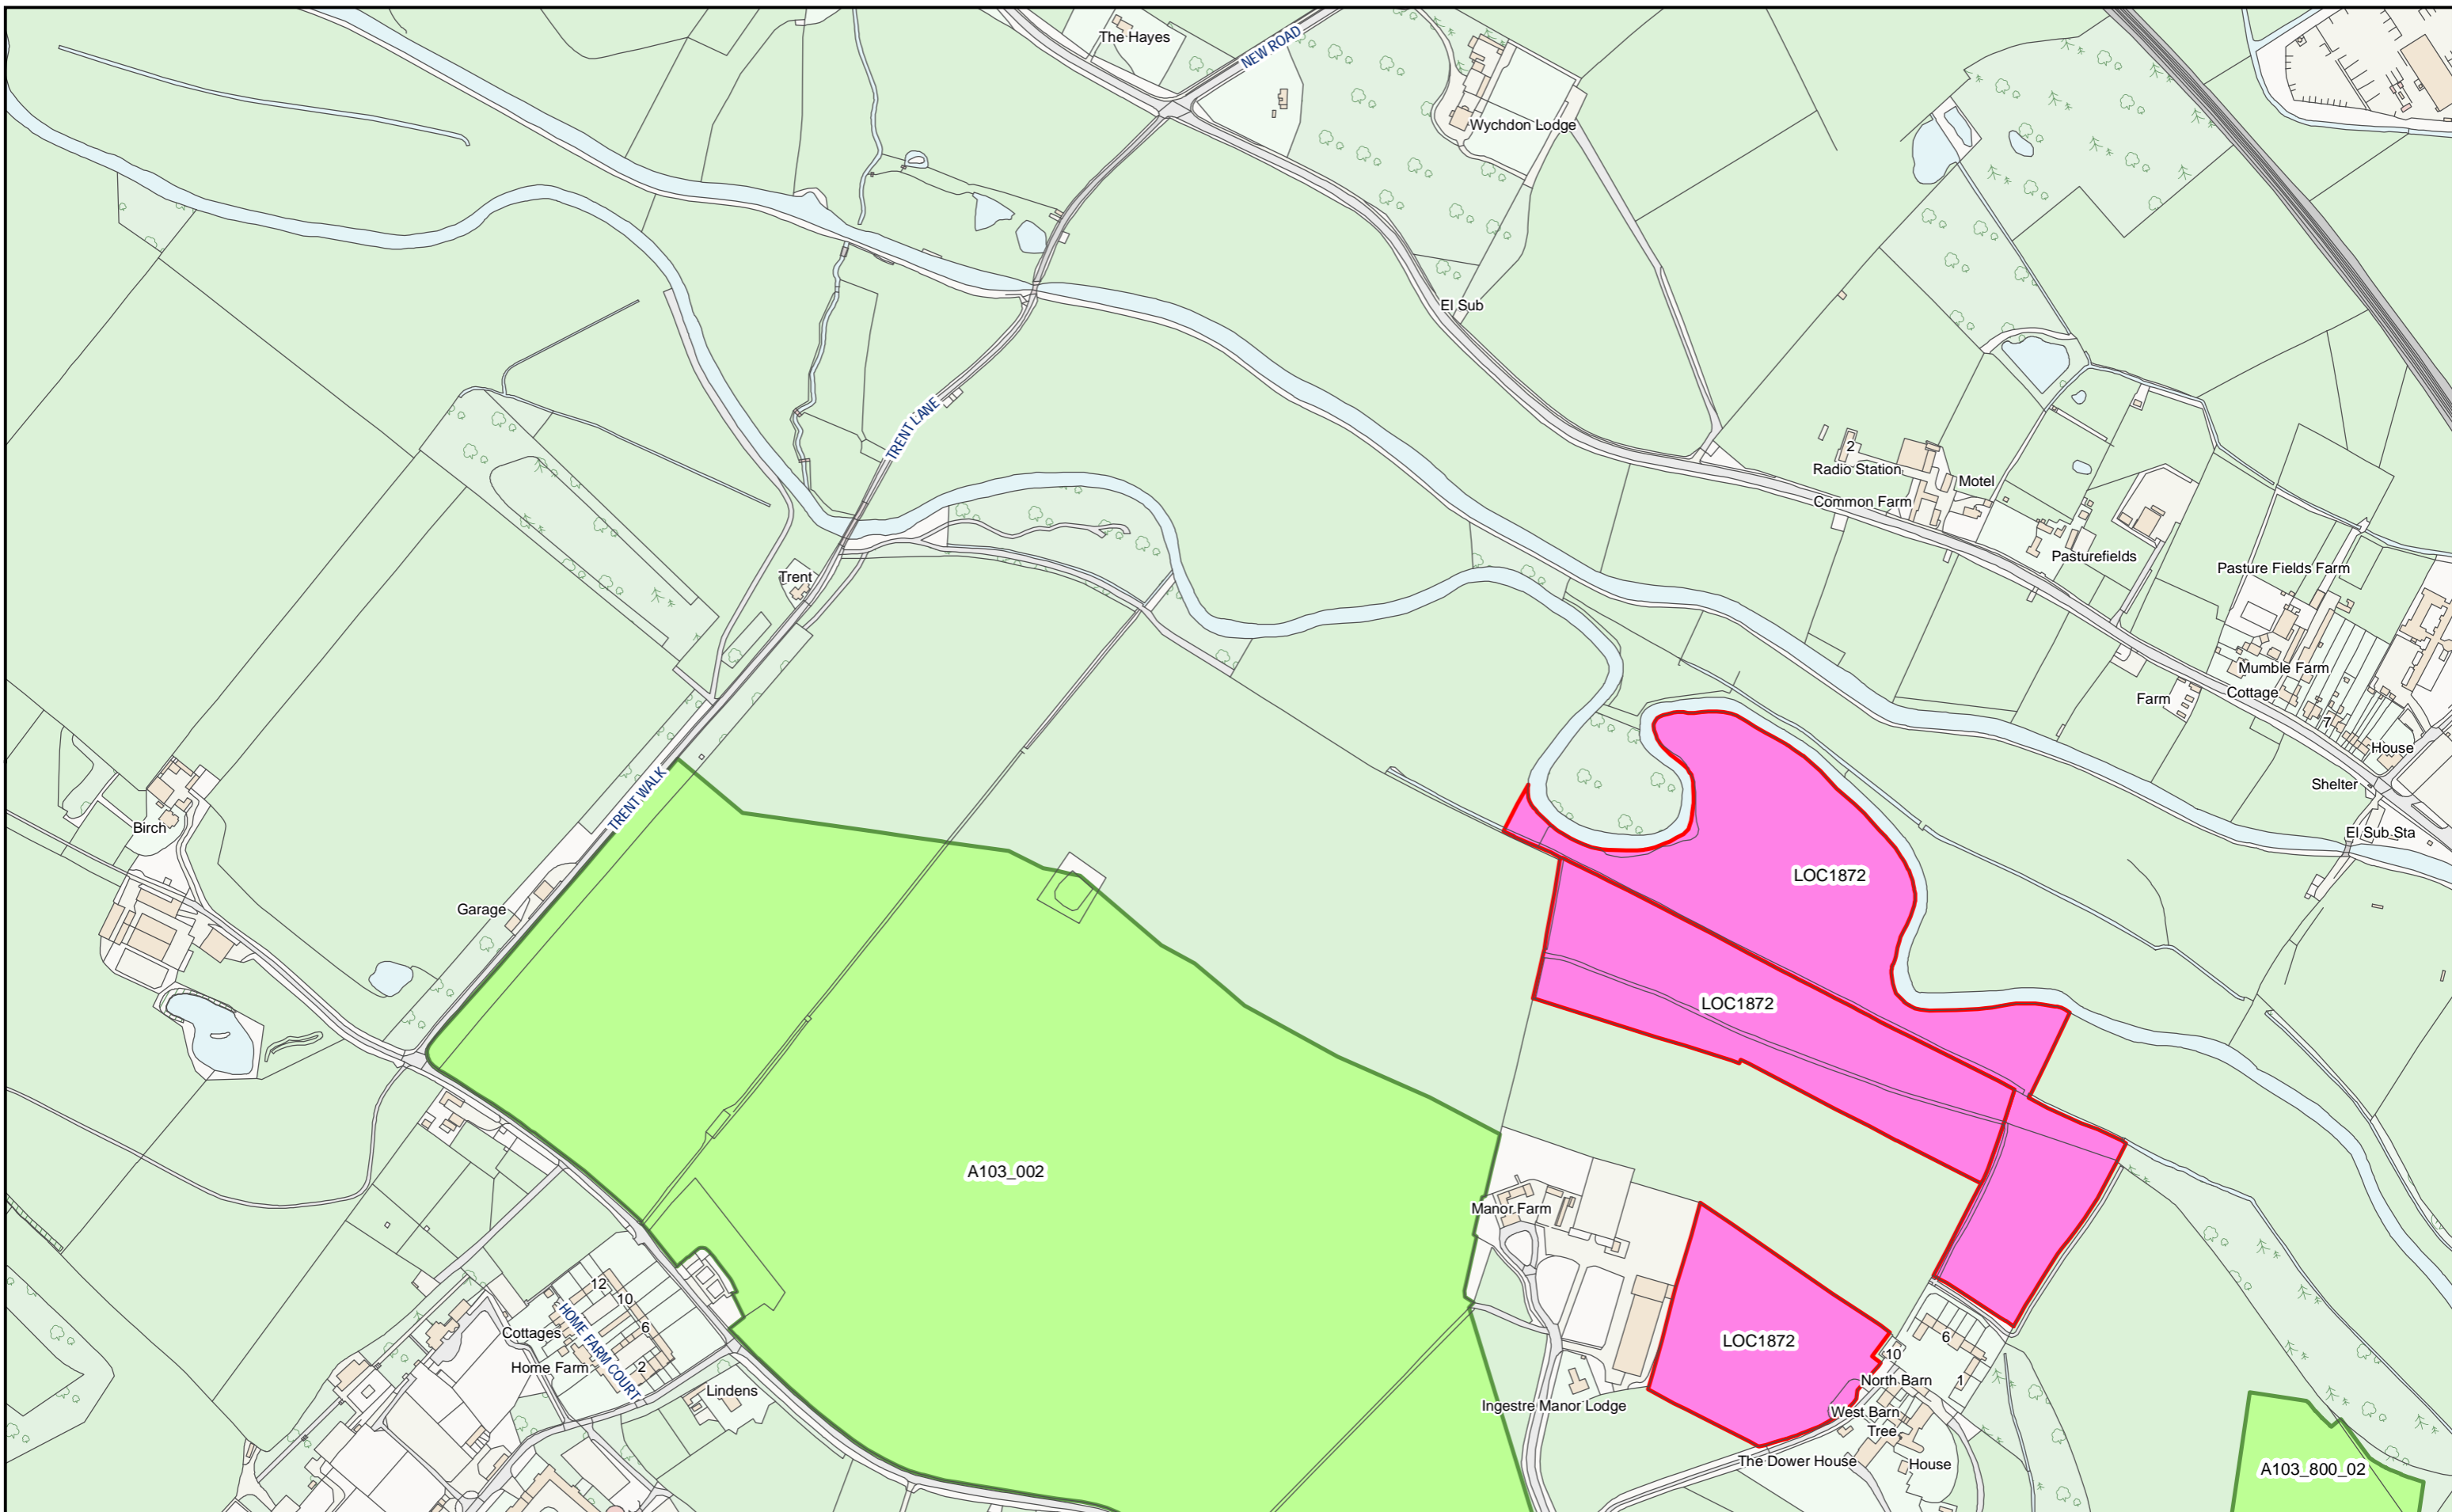 The Hayes
NEW ROAD
Wychdon Lodge
El Sub
TRENT LANE
2
Radio Station
Motel
Common Farm
Pasturefields
Pasture Fields Farm
Trent
Mumble Farm
Cottage
Farm
7
House
Shelter
El Sub Sta
TRENT WALK
Birch
Garage
LOC1872
LOC1872
A103_002
Manor Farm
12
10
6
2
HOME FARM COURT
Cottages
Home Farm
Lindens
LOC1872
6
10
North Barn
1
Ingestre Manor Lodge
West Barn
Tree
The Dower House
House
A103_800_02